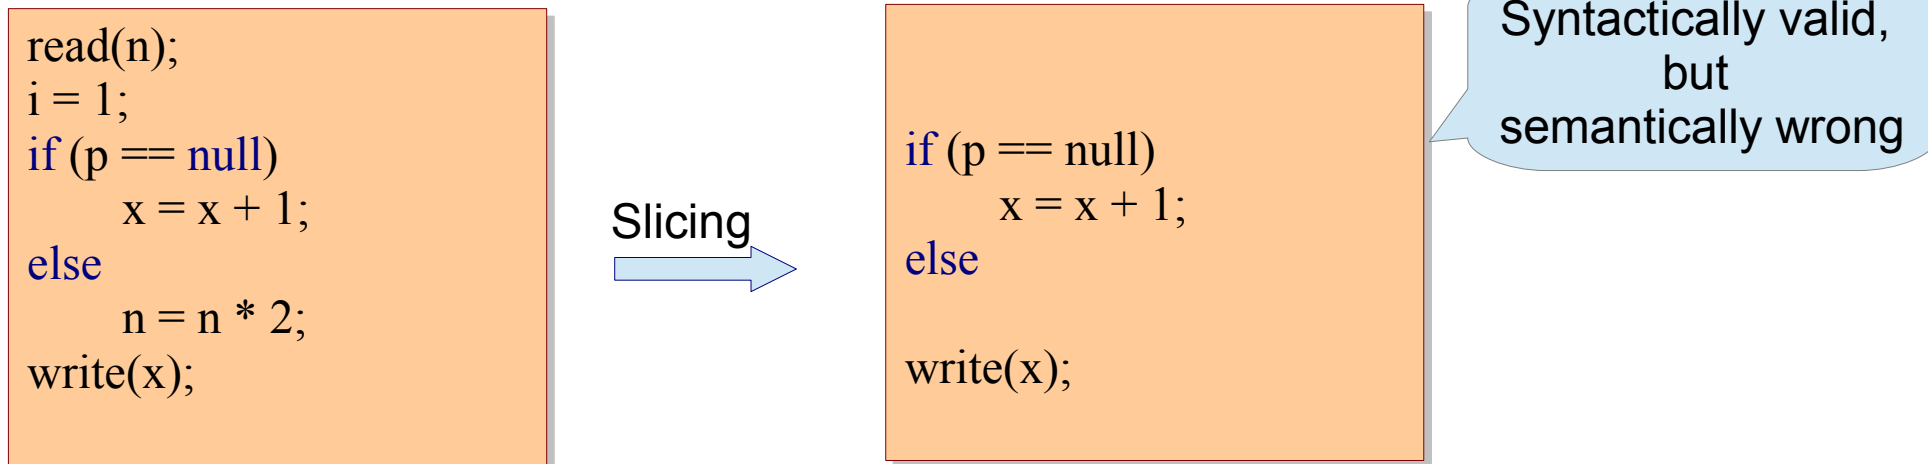 read(n);
i = 1;
if (p == null)
x = x + 1;
else
n = n * 2;
write(x);
Slicing
if (p == null)
x = x + 1;
else
write(x);
Syntactically valid,
but
semantically wrong